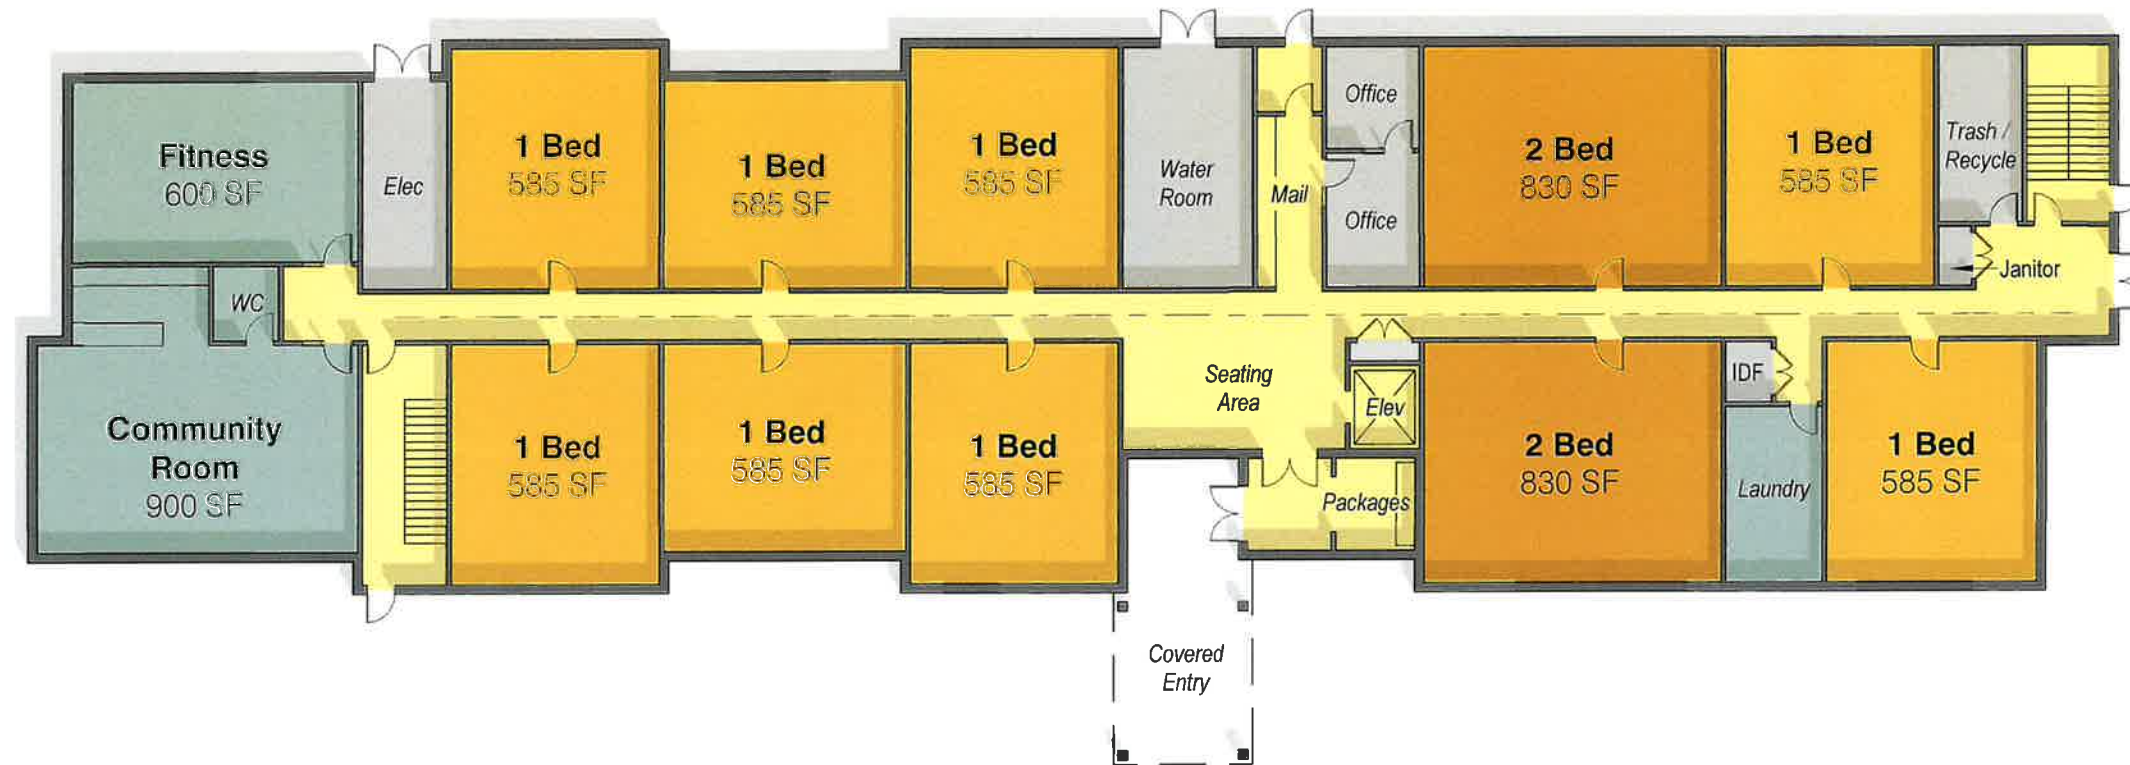 Fitness
600 SF
Elec
1 Bed
585 SF
1 Bed
585 SF
1 Bed
585 SF
Water
Room
Mail
Office
Office
2 Bed
830 SF
1 Bed
585 SF
Trash /
Recycle
Janitor
WC
Community
Room
900 SF
1 Bed
585 SF
1 Bed
585 SF
1 Bed
585 SF
Seating
Area
Elev
Packages
2 Bed
830 SF
IDF
Laundry
1 Bed
585 SF
Covered
Entry